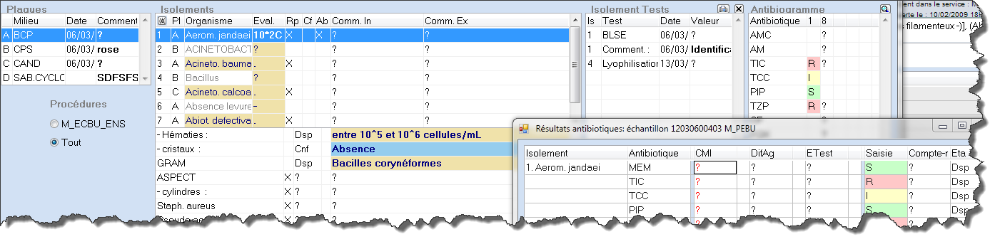 Plaques
Milieu Date Comment
A BCP 06/03/ ?
B CPS 06/03/ rose
C CAND 06/03/ ?
D SAB.CYCLO SDFSFS
Procédures
M_ECBU_ENS
Tout
Isolements
Pl Organisme Eval. Rp Cf Ab Comm. In Comm. Ex
1 A Aerom. jandaei 10*2C X X ? ?
2 B ACINETOBACT ? ? ?
3 A Acineto. bauma . X ? ?
4 B Bacillus ? ? ?
5 C Acineto. calcoa . X ? ?
6 A Absence levure - ? ?
7 A Abiot. defectiva . X ? ?
- Hématies : Dsp entre 10^5 et 10^6 cellules/mL
- cristaux : Cnf Absence
GRAM Dsp Bacilles corynéformes
ASPECT X ? ?
- cylindres : X ? ?
Staph. aureus X ? ?
Isolement Tests
Is Test Date Valeur
1 BLSE 06/03/ ?
1 Comment. : 06/03/ Identifica
4 Lyophilisation 13/03/ ?
Antibiogramme
Antibiotique 1 8
AMC ?
AM ?
TIC R ?
TCC I
PIP S
TZP R ?
ent dans le service : M
erte le : 10/02/2009 18
s filamenteux -)], (A
Résultats antibiotiques: échantillon 12030600403 M_PEBU
Isolement Antibiotique CMI DifAg ETest Saisie Compte-r Eta
1. Aerom. jandaei MEM ? ? ? S ? Dsp
TIC ? ? ? R ? Dsp
TCC ? ? ? I ? Dsp
PIP ? ? ? S ? Dsp